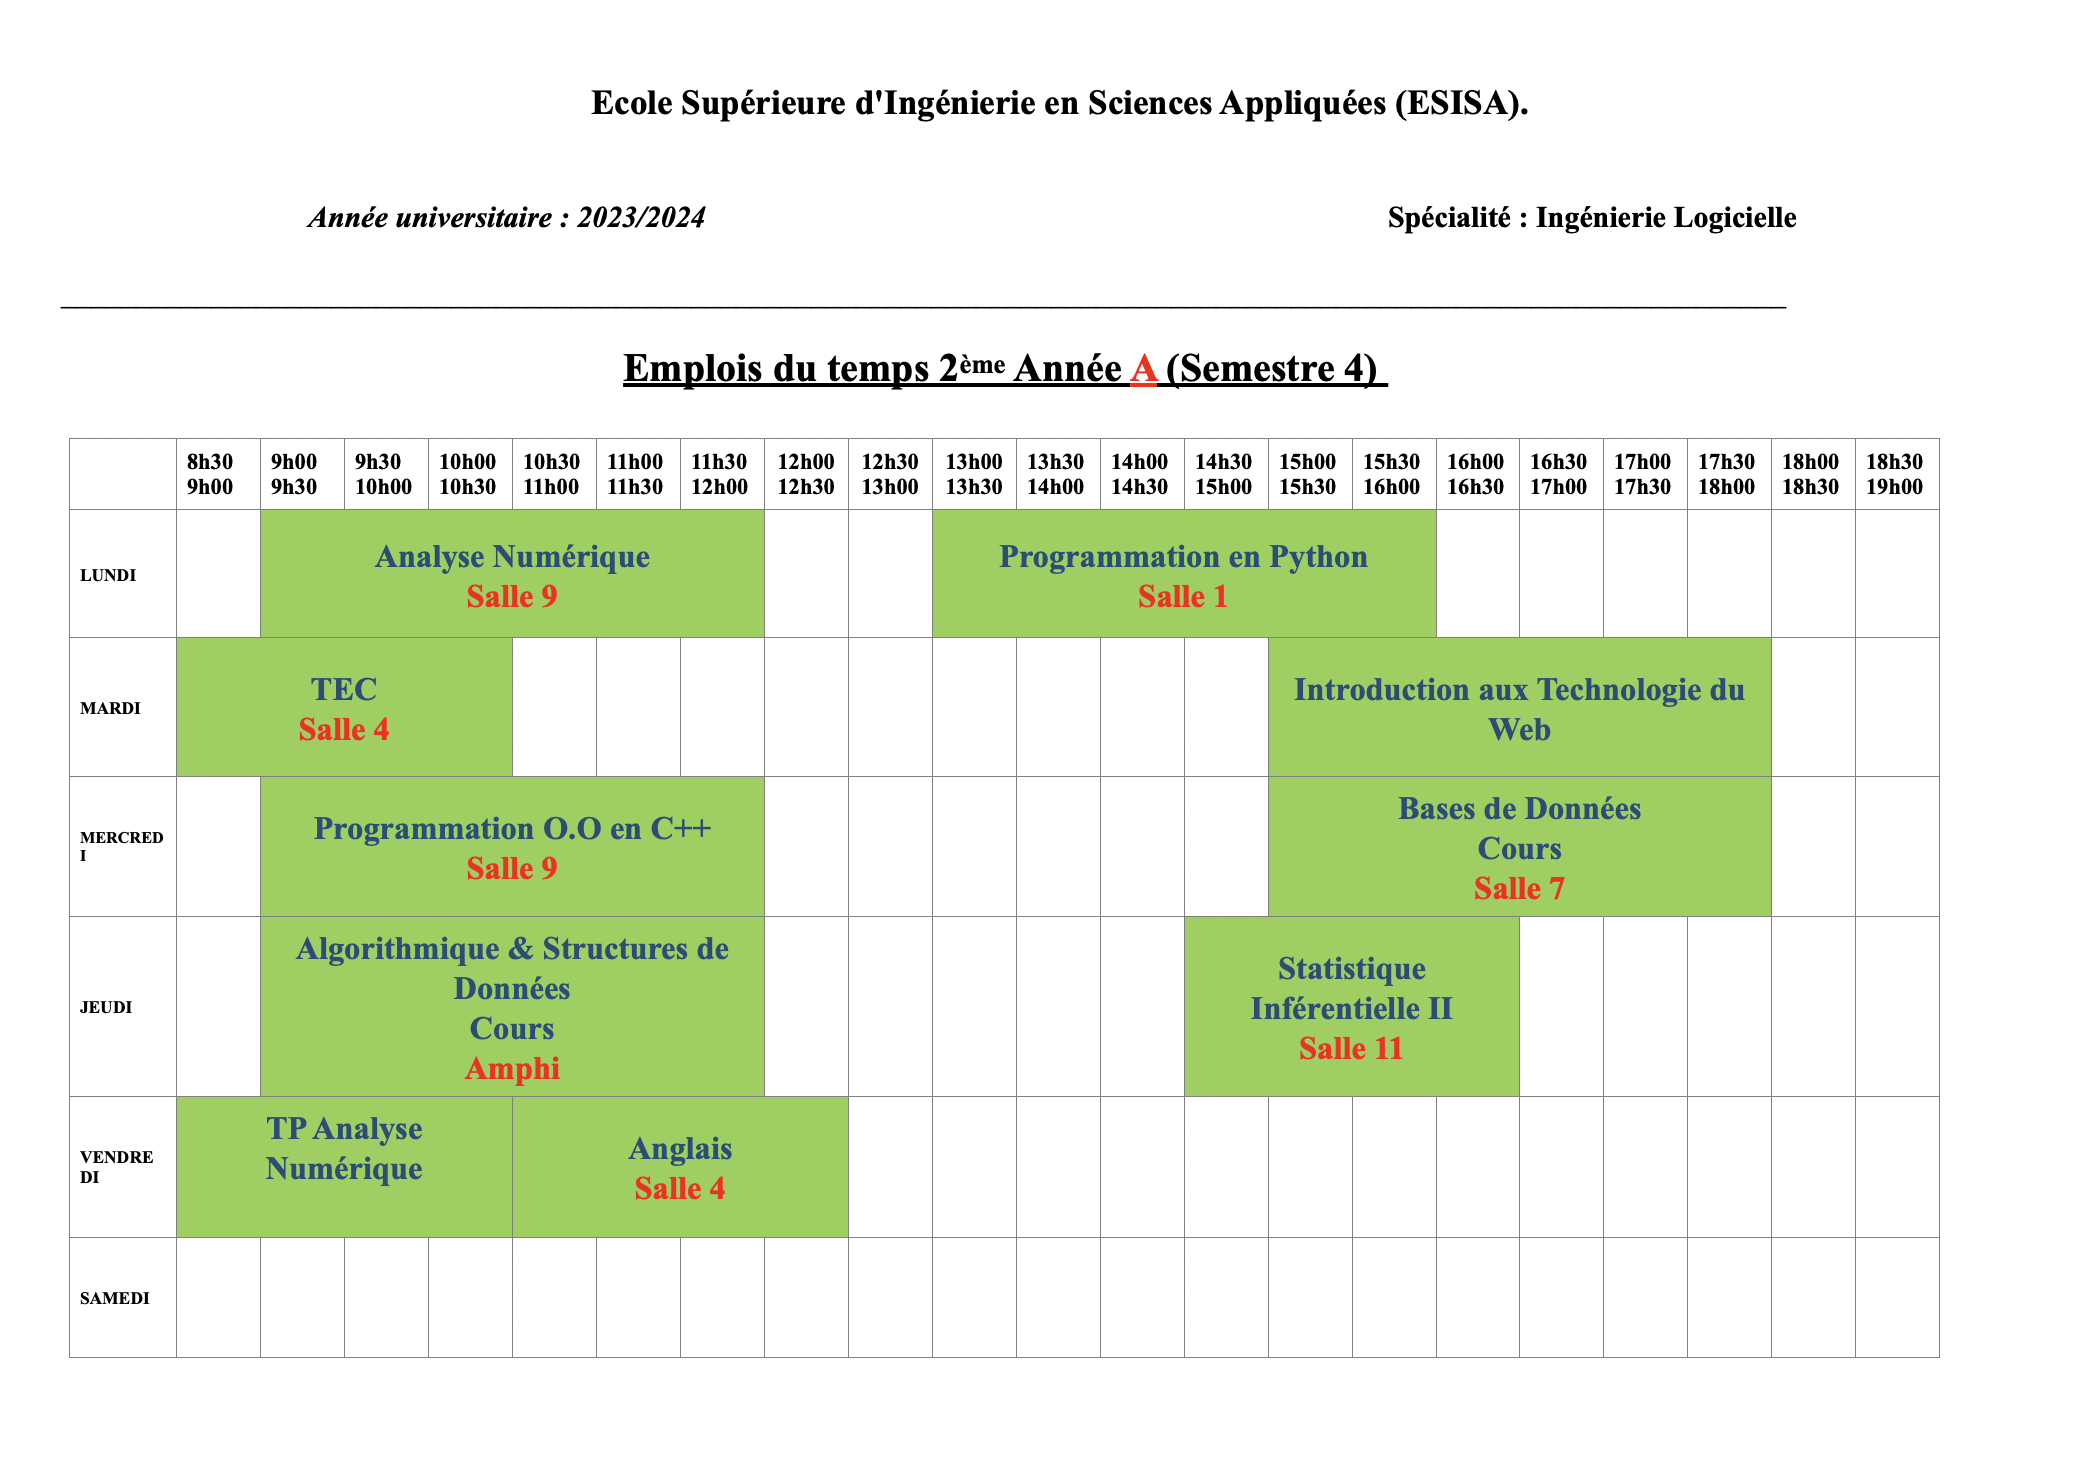 Ecole Supérieure d'Ingénierie en Sciences Appliquées (ESISA).
Année universitaire : 2023/2024
Spécialité : Ingénierie Logicielle
Emplois du temps 2ème Année A (Semestre 4)
8h30 9h00 9h30 10h00 10h30 11h00 11h30 12h00 12h30 13h00 13h30 14h00 14h30 15h00 15h30 16h00 16h30 17h00 17h30 18h00 18h30
9h00 9h30 10h00 10h30 11h00 11h30 12h00 12h30 13h00 13h30 14h00 14h30 15h00 15h30 16h00 16h30 17h00 17h30 18h00 18h30 19h00
LUNDI
Analyse Numérique
Salle 9
Programmation en Python
Salle 1
MARDI
TEC
Salle 4
Introduction aux Technologie du
Web
MERCRED
I
Programmation O.O en C++
Salle 9
Bases de Données
Cours
Salle 7
JEUDI
Algorithmique & Structures de
Données
Cours
Amphi
Statistique
Inférentielle II
Salle 11
VENDRE
DI
TP Analyse
Numérique
Anglais
Salle 4
SAMEDI